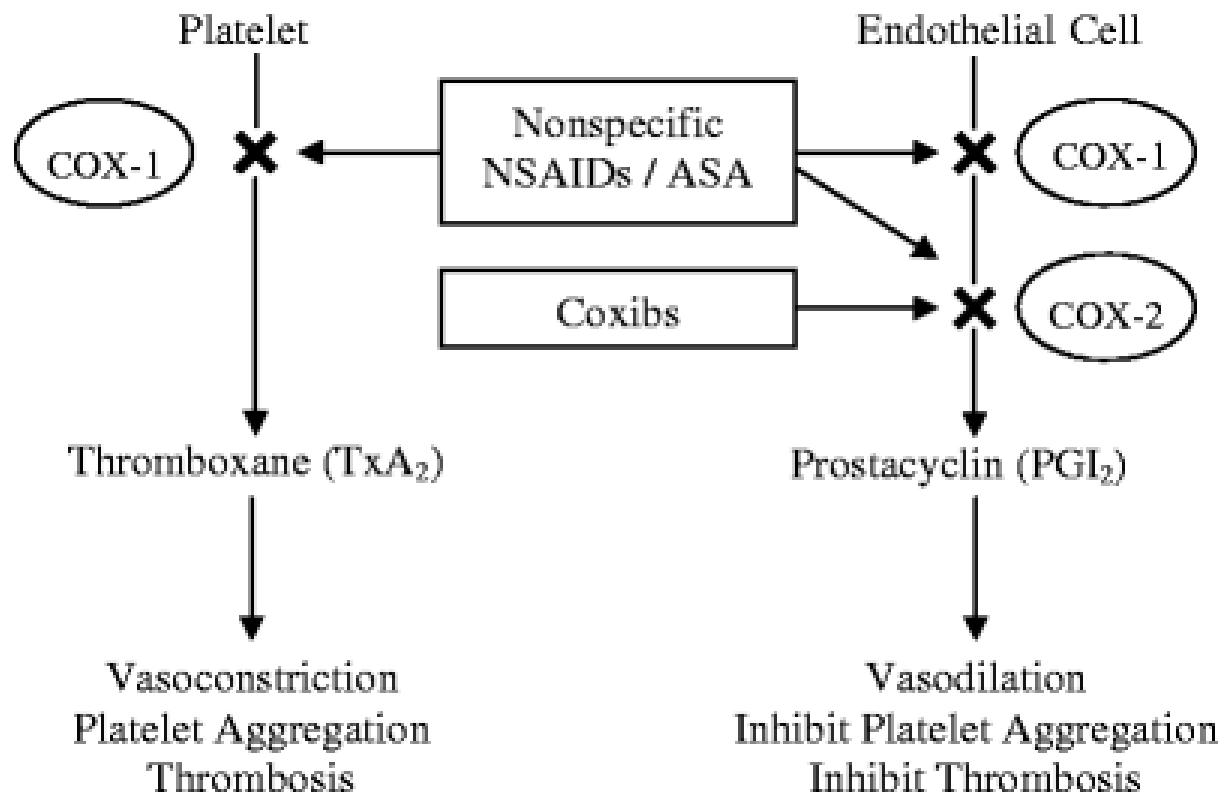 Platelet
Endothelial Cell
COX-1
Nonspecific
NSAIDs / ASA
COX-1
Coxibs
COX-2
Thromboxane (TxA₂)
Prostacyclin (PGI₂)
Vasoconstriction
Platelet Aggregation
Thrombosis
Vasodilation
Inhibit Platelet Aggregation
Inhibit Thrombosis